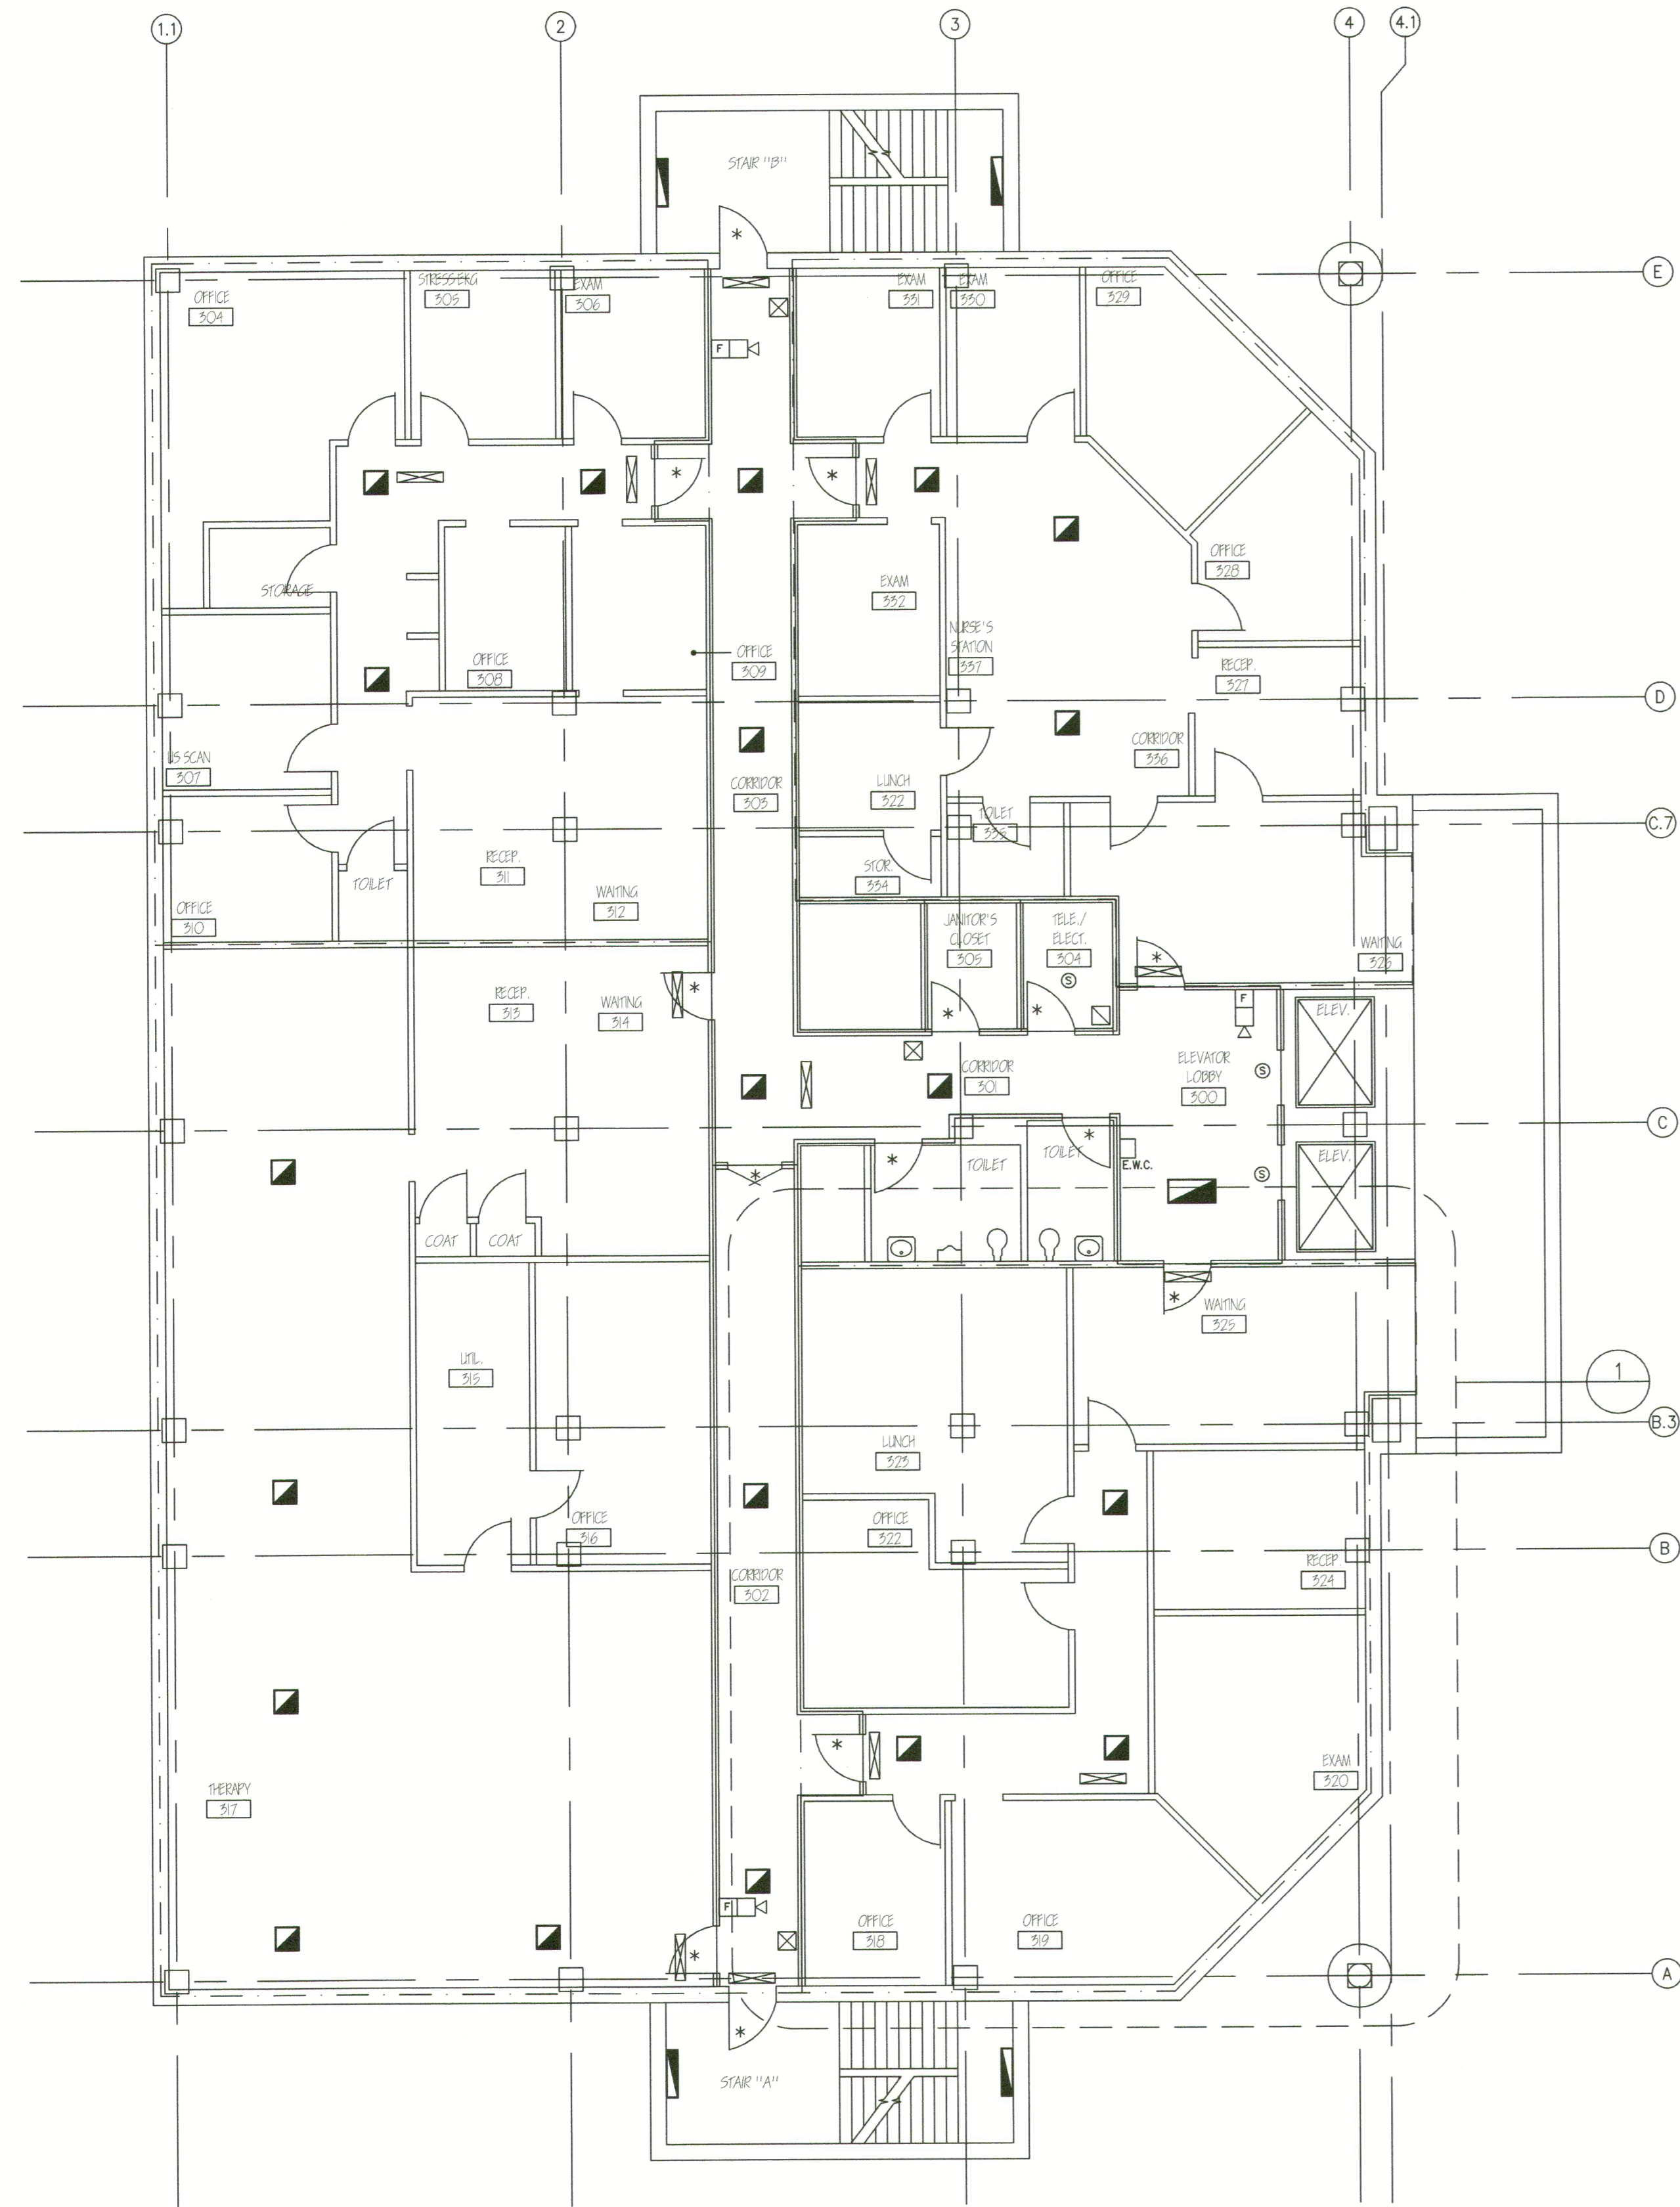 1.1
2
3
4
4.1
STAIR "B"
E
OFFICE
304
STRESS EKG
305
EXAM
306
EXAM
331
EXAM
330
OFFICE
329
F
*
*
*
STORAGE
EXAM
332
OFFICE
328
NURSE'S
STATION
337
OFFICE
308
OFFICE
309
RECEP.
327
D
US SCAN
307
CORRIDOR
303
LUNCH
322
CORRIDOR
336
TOILET
335
C.7
RECEP.
311
STOR.
334
TOILET
WAITING
312
OFFICE
310
JANITOR'S
CLOSET
305
TELE./
ELECT.
304
S
WAITING
326
*
*
*
*
F
RECEP.
313
WAITING
314
ELEV.
CORRIDOR
301
ELEVATOR
LOBBY
300
S
C
*
*
*
TOILET
TOILET
E.W.C.
ELEV.
S
COAT
COAT
*
WAITING
325
UTIL.
315
1
B.3
LUNCH
323
OFFICE
316
OFFICE
322
B
CORRIDOR
302
RECEP.
324
*
THERAPY
317
EXAM
320
F
OFFICE
318
OFFICE
319
*
A
*
STAIR "A"